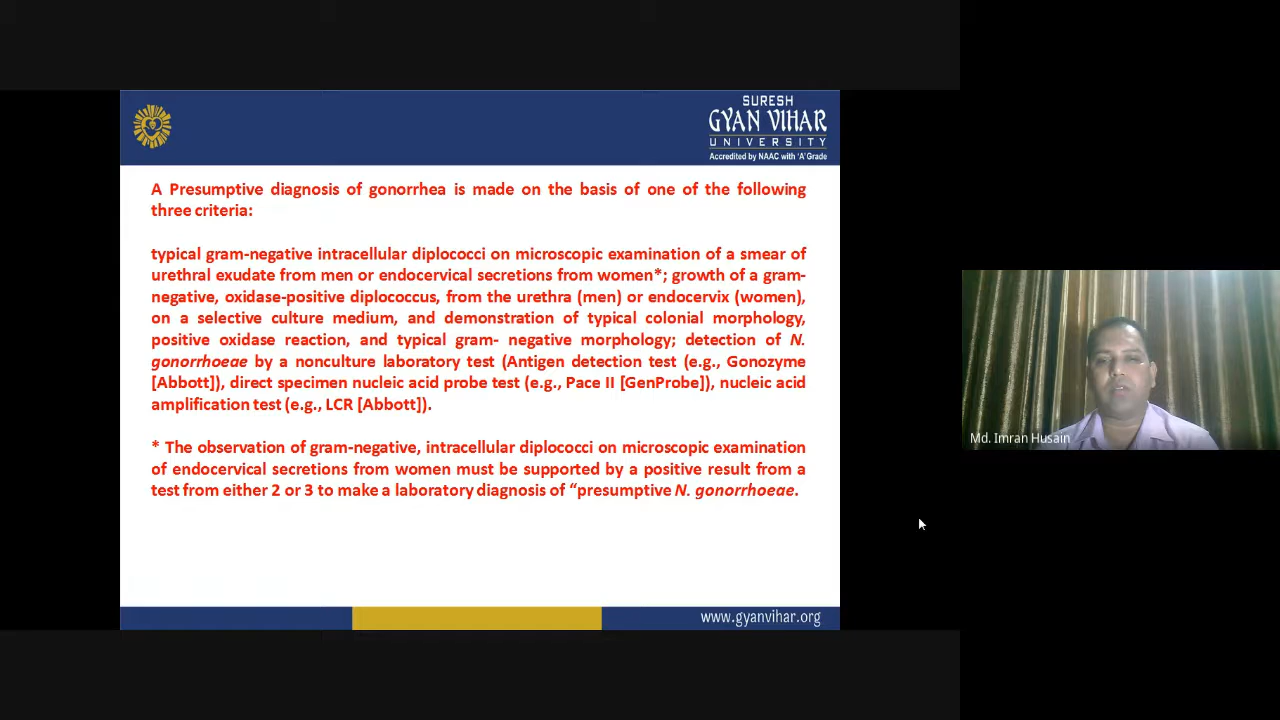 SURESH
GYAN VIHAR
UNIVERSITY
Accredited by NAAC with 'A' Grade
A Presumptive diagnosis of gonorrhea is made on the basis of one of the following
three criteria:
typical gram-negative intracellular diplococci on microscopic examination of a smear of
urethral exudate from men or endocervical secretions from women*; growth of a gram-
negative, oxidase-positive diplococcus, from the urethra (men) or endocervix (women),
on a selective culture medium, and demonstration of typical colonial morphology,
positive oxidase reaction, and typical gram- negative morphology; detection of N.
gonorrhoeae by a nonculture laboratory test (Antigen detection test (e.g., Gonozyme
[Abbott]), direct specimen nucleic acid probe test (e.g., Pace II [GenProbe]), nucleic acid
amplification test (e.g., LCR [Abbott]).
* The observation of gram-negative, intracellular diplococci on microscopic examination
of endocervical secretions from women must be supported by a positive result from a
test from either 2 or 3 to make a laboratory diagnosis of “presumptive N. gonorrhoeae.
Md. Imran Husain
www.gyanvihar.org